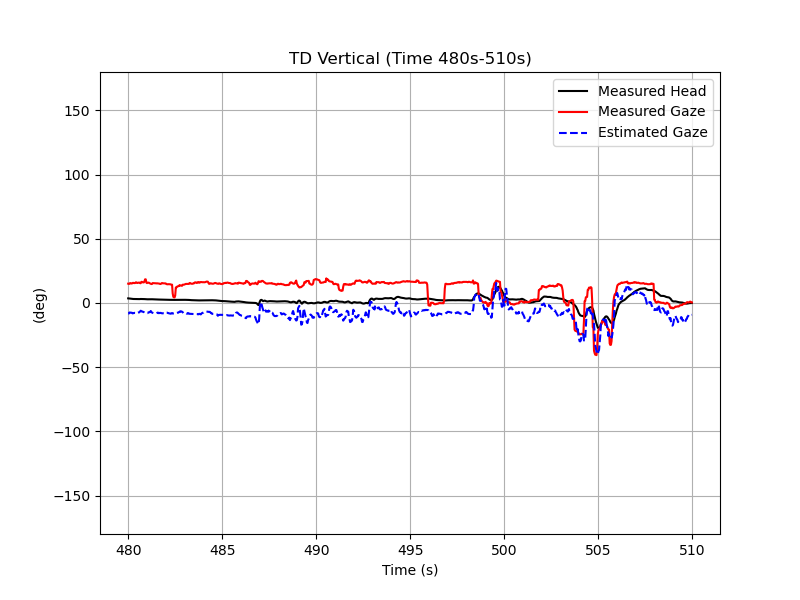 TD Vertical (Time 480s-510s)
Measured Head
Measured Gaze
Estimated Gaze
150
100
50
0
−50
−100
−150
(deg)
480 485 490 495 500 505 510
Time (s)